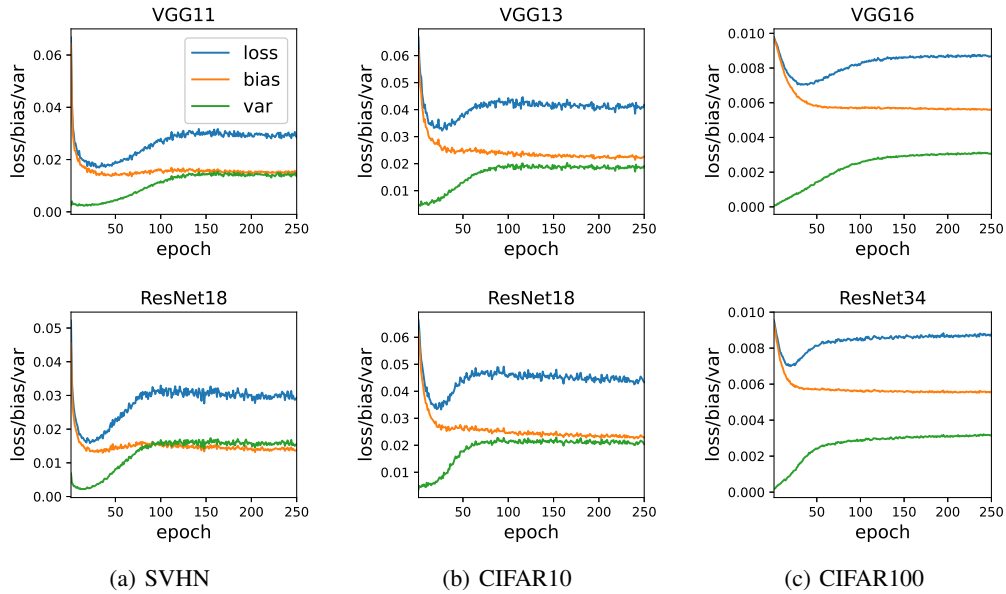 VGG11
loss/bias/var
0.06
0.04
0.02
0.00
50
100
150
200
250
epoch
loss
bias
var
VGG13
loss/bias/var
0.06
0.05
0.04
0.03
0.02
0.01
50
100
150
200
250
epoch
VGG16
loss/bias/var
0.010
0.008
0.006
0.004
0.002
0.000
50
100
150
200
250
epoch
ResNet18
loss/bias/var
0.05
0.04
0.03
0.02
0.01
0.00
50
100
150
200
250
epoch
ResNet18
loss/bias/var
0.06
0.05
0.04
0.03
0.02
0.01
50
100
150
200
250
epoch
ResNet34
loss/bias/var
0.010
0.008
0.006
0.004
0.002
0.000
50
100
150
200
250
epoch
(a) SVHN
(b) CIFAR10
(c) CIFAR100